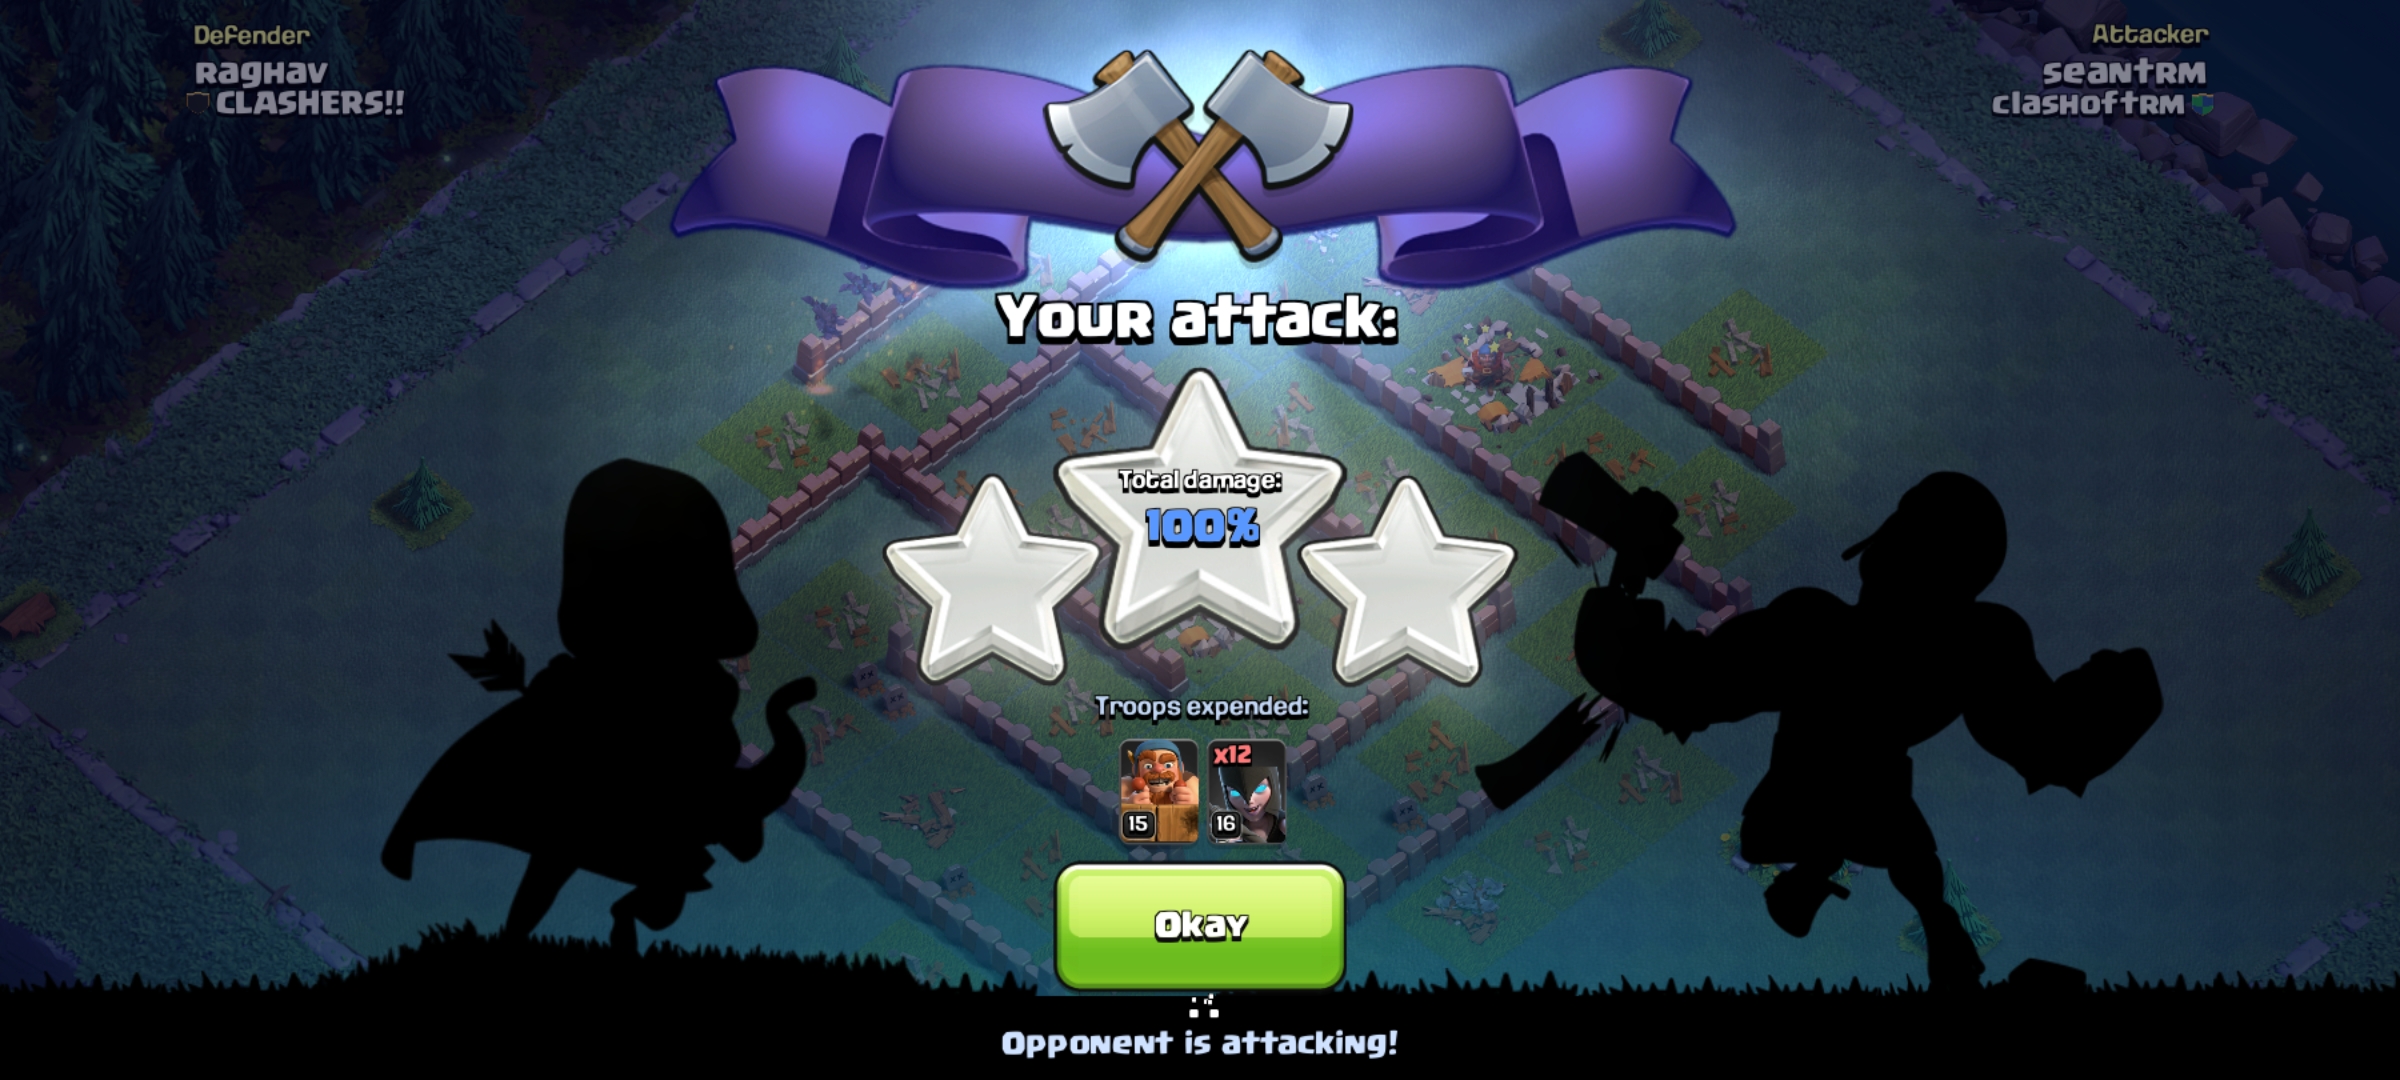 Defender
Raghav
CLASHERS!!
Attacker
seantrm
clashoftrm
Your attack:
Total damage:
100%
Troops expended:
x12
15
16
Okay
Opponent is attacking!